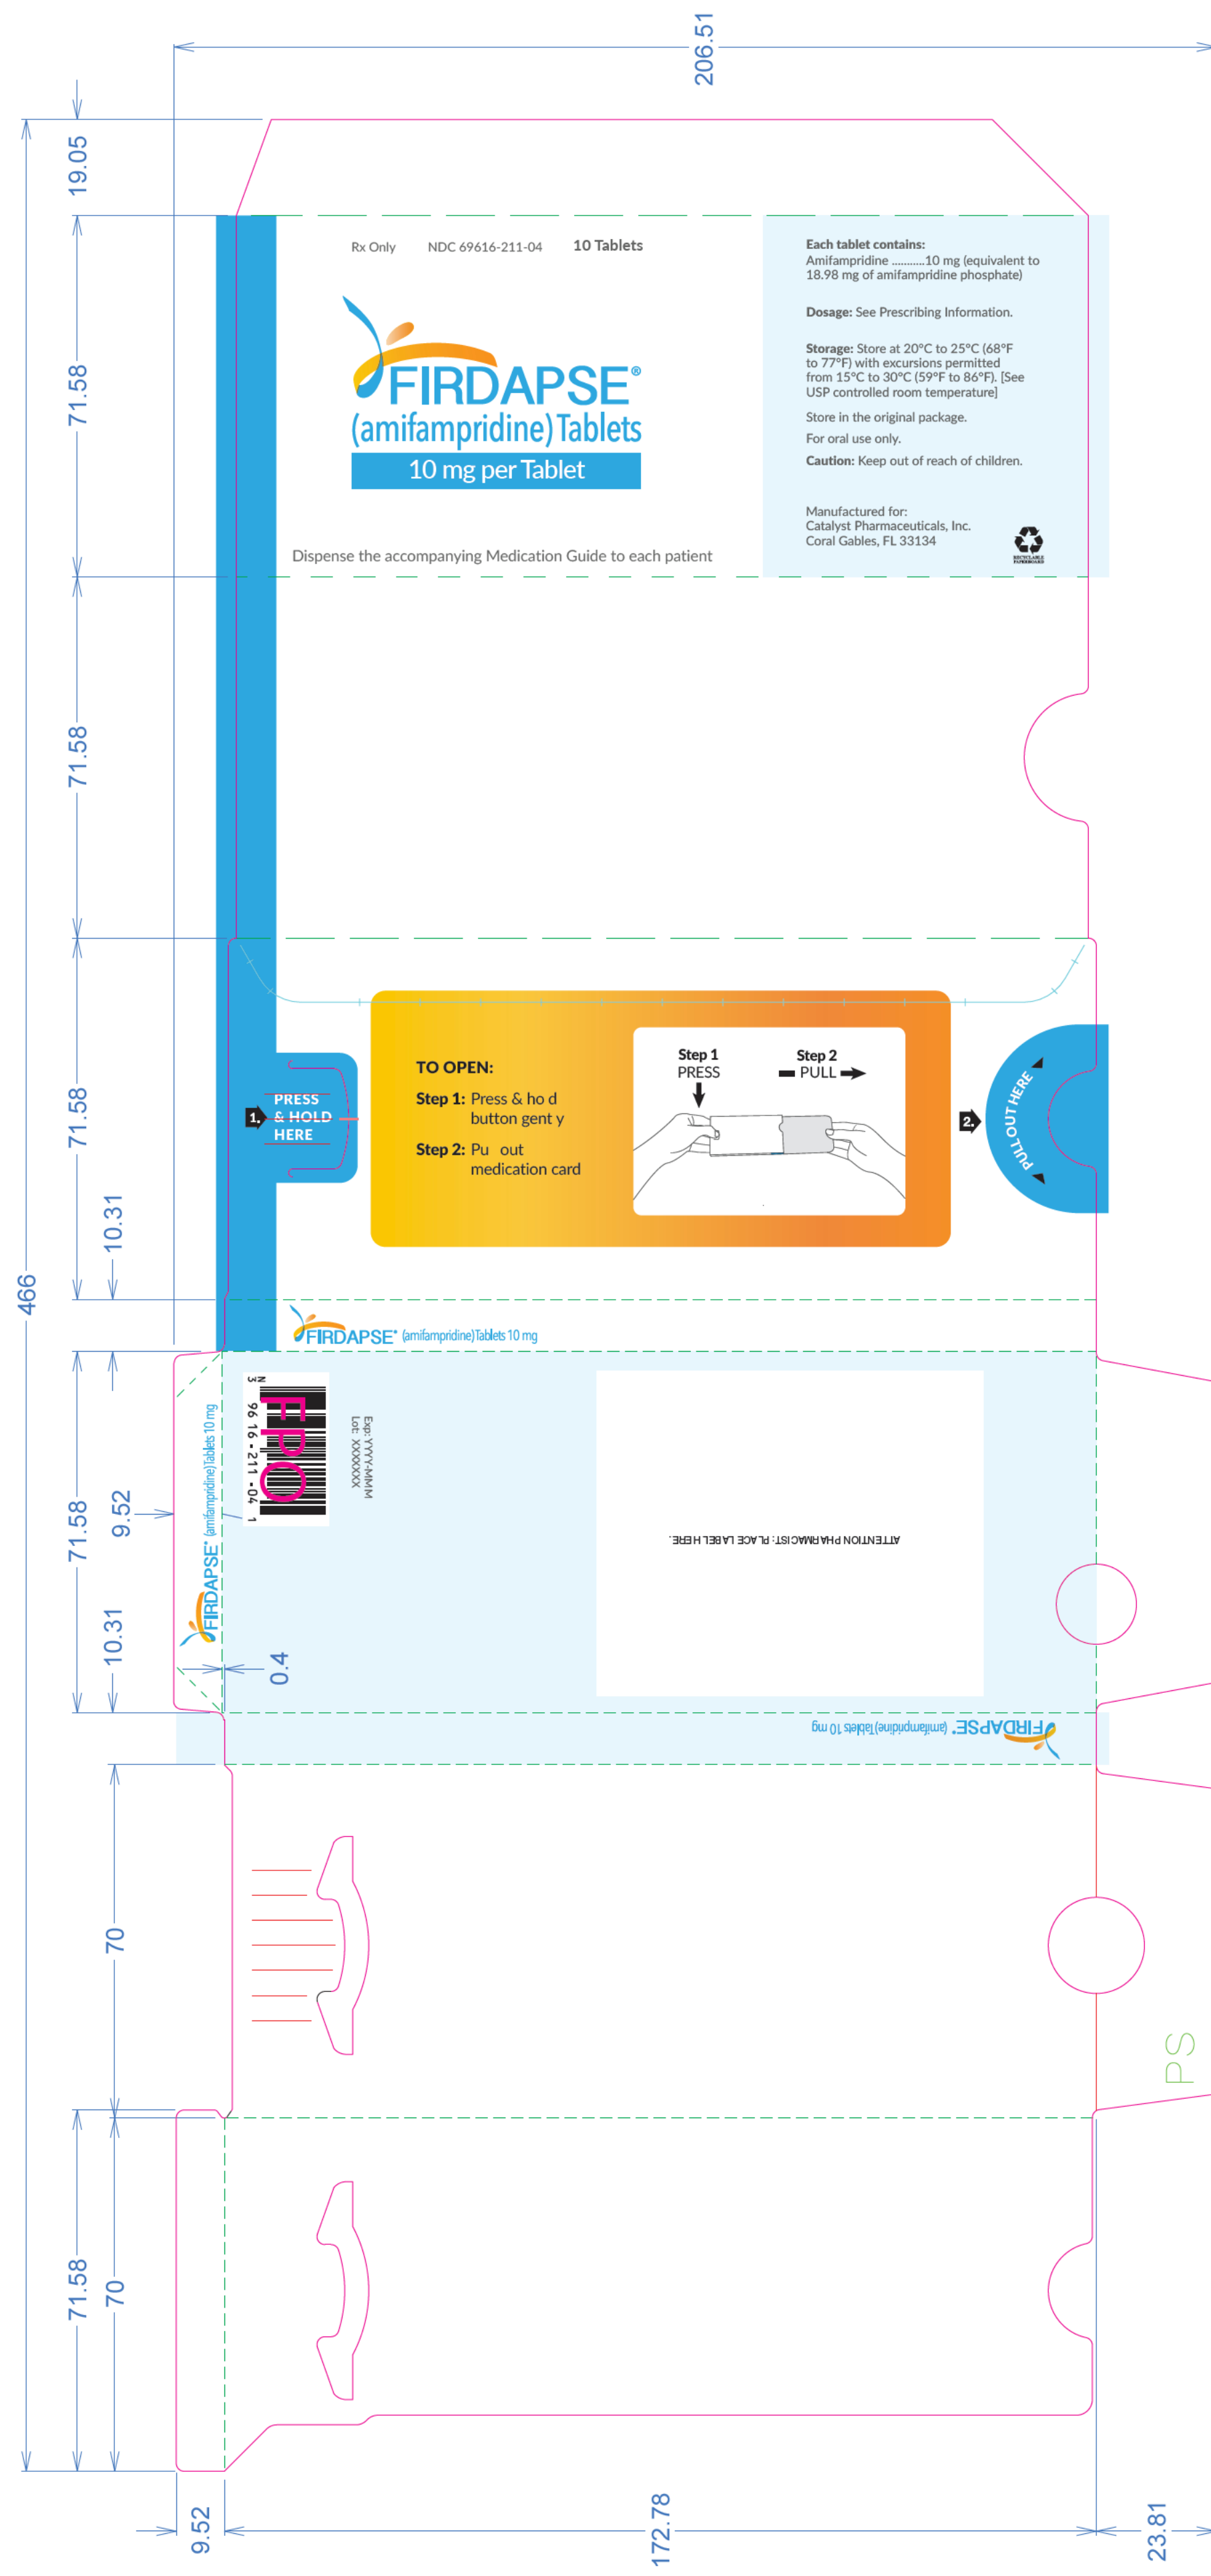 206.51
19.05
Rx Only NDC 69616-211-04 10 Tablets
FIRDAPSE®
(amifampridine) Tablets
10 mg per Tablet
Dispense the accompanying Medication Guide to each patient
Each tablet contains:
Amifampridine ...........10 mg (equivalent to
18.98 mg of amifampridine phosphate)
Dosage: See Prescribing Information.
Storage: Store at 20°C to 25°C (68°F
to 77°F) with excursions permitted
from 15°C to 30°C (59°F to 86°F). [See
USP controlled room temperature]
Store in the original package.
For oral use only.
Caution: Keep out of reach of children.
Manufactured for:
Catalyst Pharmaceuticals, Inc.
Coral Gables, FL 33134
RECYCLABLE
PAPERBOARD
71.58
71.58
71.58
10.31
466
1.
PRESS
& HOLD
HERE
TO OPEN:
Step 1: Press & ho d
button gent y
Step 2: Pu out
medication card
Step 1
PRESS
Step 2
PULL
2.
PULL OUT HERE
FIRDAPSE® (amifampridine) Tablets 10 mg
71.58
9.52
10.31
FIRDAPSE® (amifampridine) Tablets 10 mg
N
3 96 16-211-04 1
FPO
Exp: YYYY-MMM
Lot: XXXXXXX
ATTENTION PHARMACIST: PLACE LABEL HERE.
0.4
FIRDAPSE® (amifampridine) Tablets 10 mg
70
PS
71.58
70
9.52
172.78
23.81